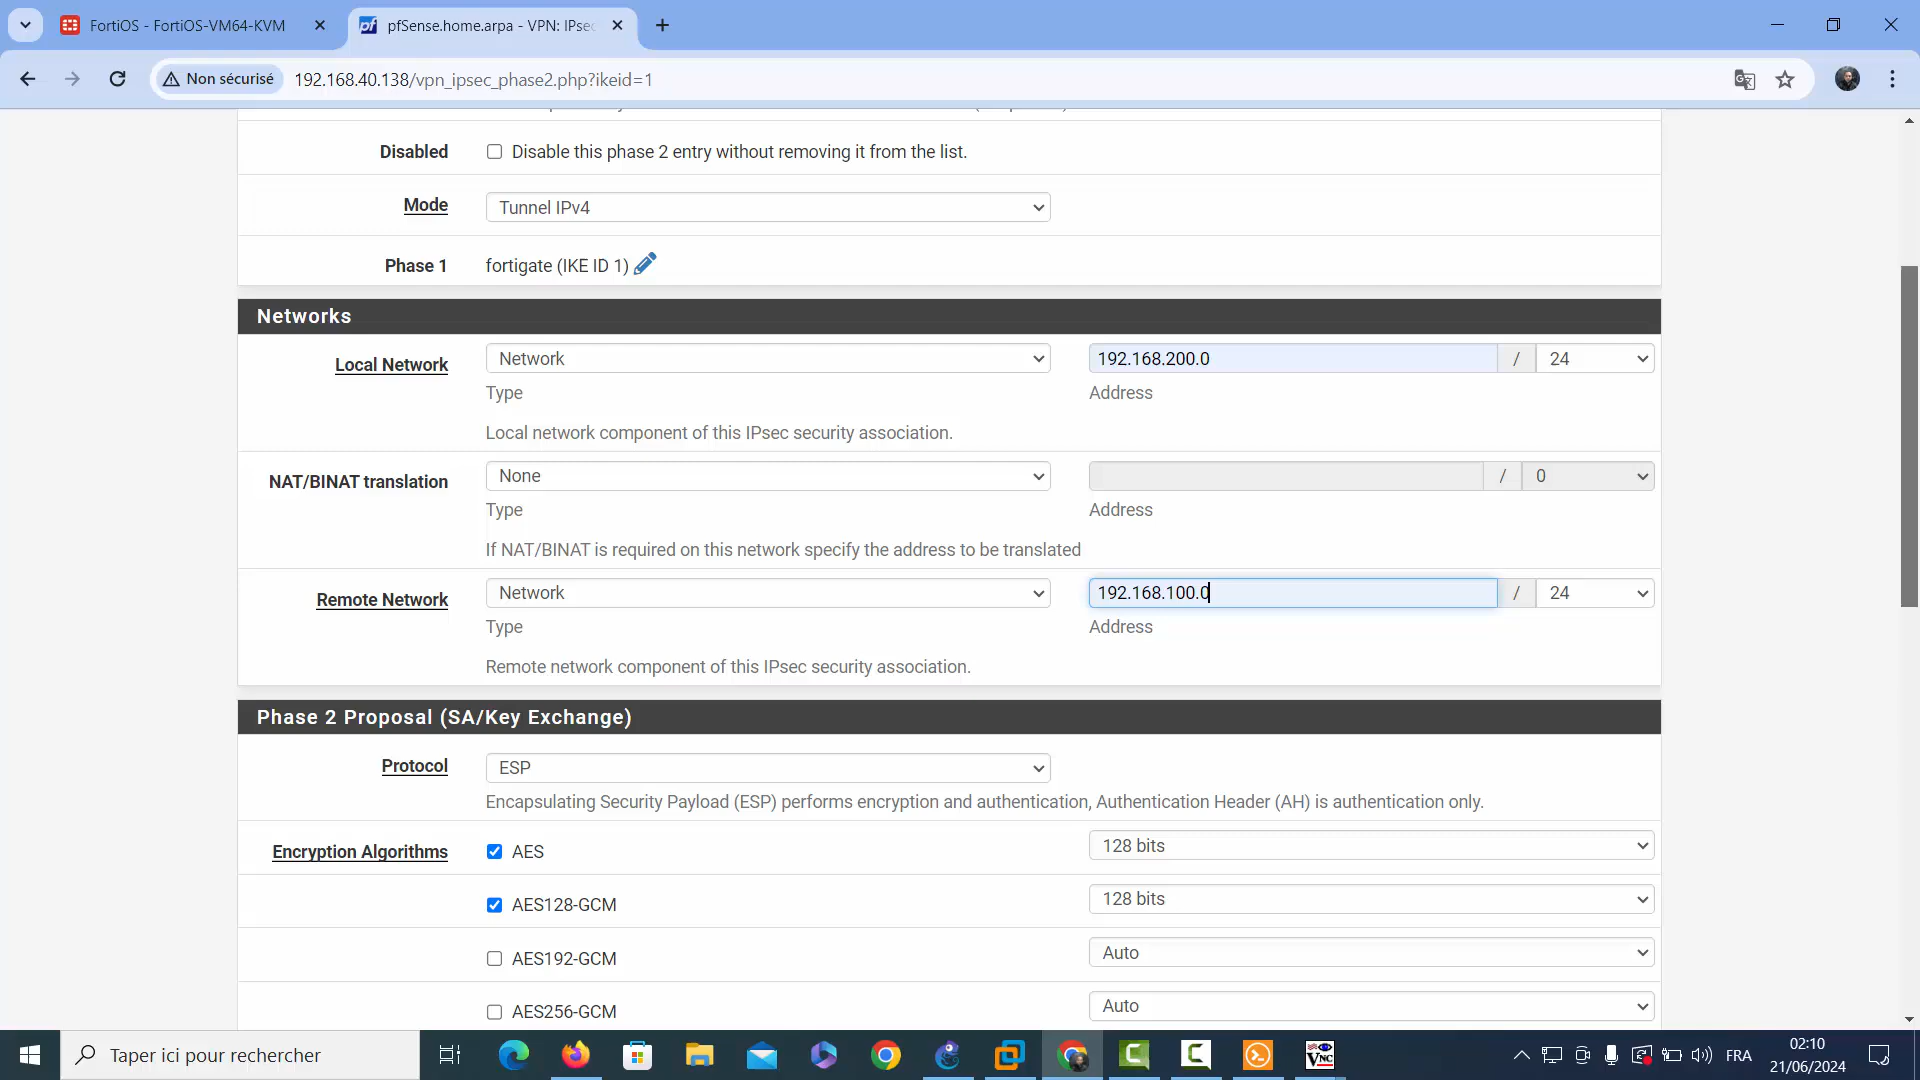 FortiOS - FortiOS-VM64-KVM
pfSense.home.arpa - VPN: IPsec
Non sécurisé
192.168.40.138/vpn_ipsec_phase2.php?ikeid=1
Disabled
Disable this phase 2 entry without removing it from the list.
Mode
Tunnel IPv4
Phase 1
fortigate (IKE ID 1)
Networks
Local Network
Network
192.168.200.0
/
24
Type
Address
Local network component of this IPsec security association.
NAT/BINAT translation
None
/
0
Type
Address
If NAT/BINAT is required on this network specify the address to be translated
Remote Network
Network
192.168.100.0
/
24
Type
Address
Remote network component of this IPsec security association.
Phase 2 Proposal (SA/Key Exchange)
Protocol
ESP
Encapsulating Security Payload (ESP) performs encryption and authentication, Authentication Header (AH) is authentication only.
Encryption Algorithms
AES
128 bits
AES128-GCM
128 bits
AES192-GCM
Auto
AES256-GCM
Auto
Taper ici pour rechercher
VNC
FRA
02:10
21/06/2024